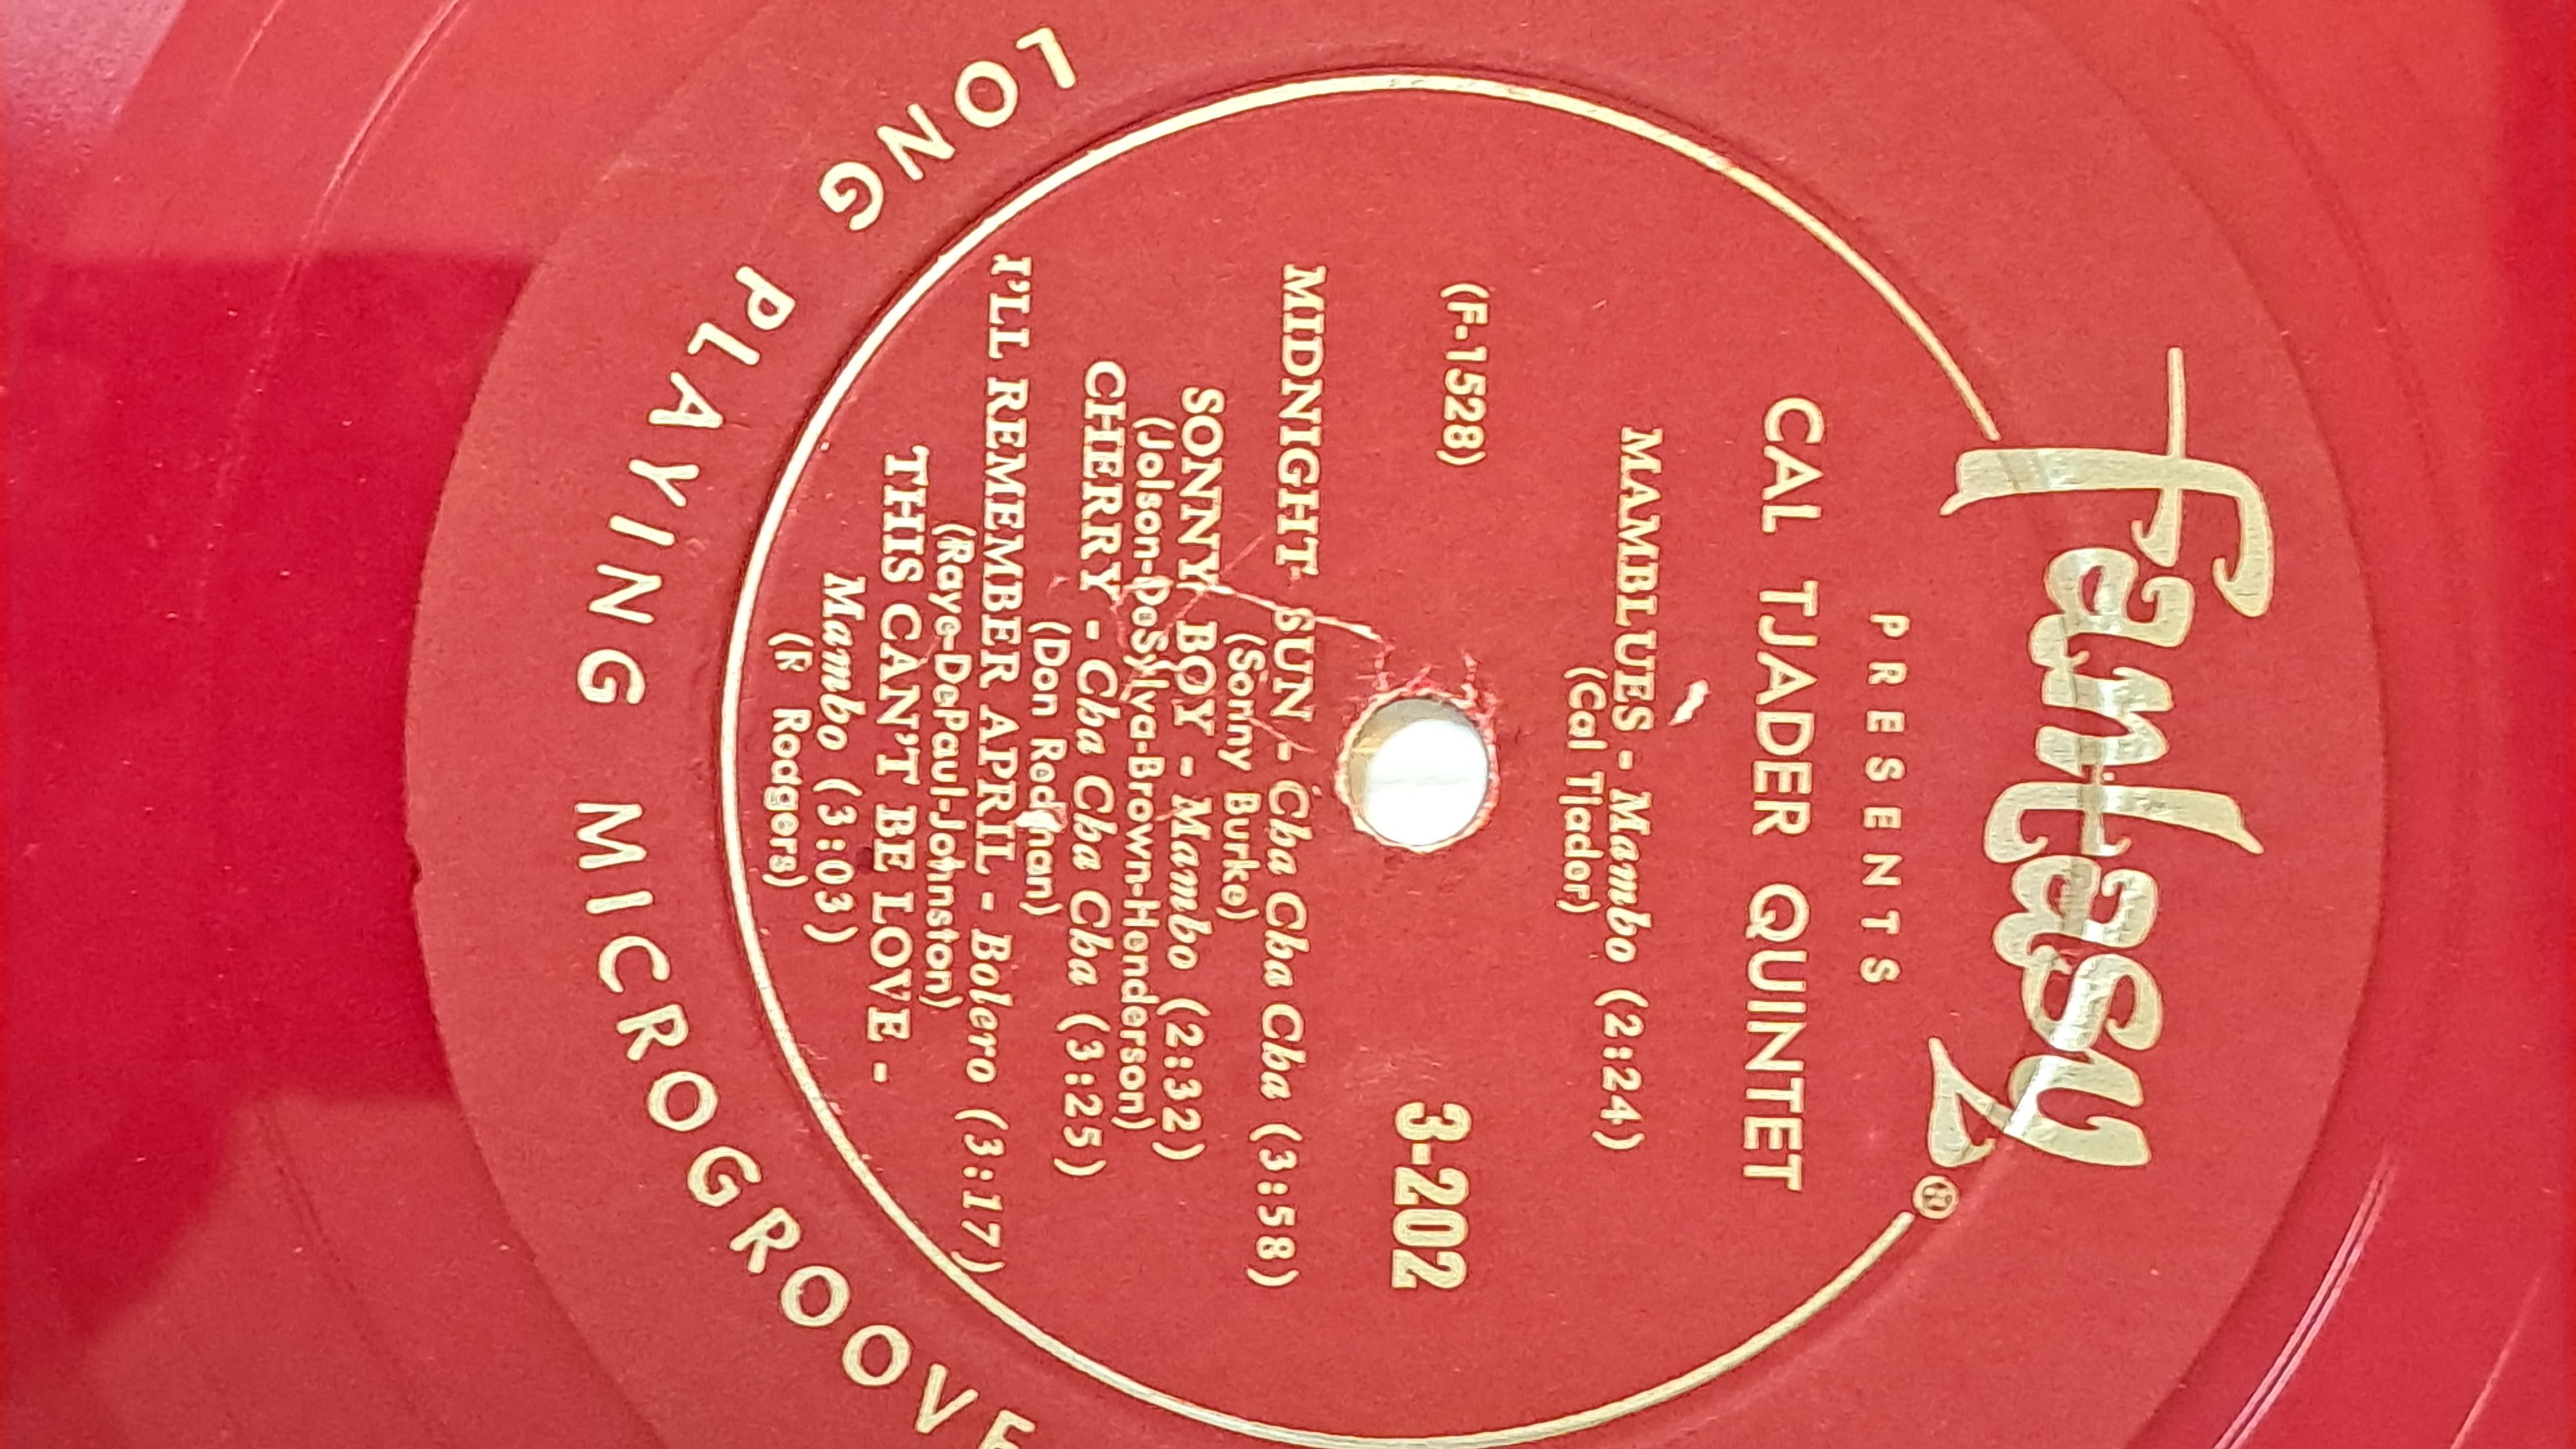 Fantasy ®
PRESENTS
CAL TJADER QUINTET
MAMBLUES - Mambo (2:24)
(Cal Tjader)
(F-1528)
3-202
MIDNIGHT SUN - Cha Cha Cha (3:58)
(Sonny Burke)
SONNY BOY - Mambo (2:32)
(Jolson-DeSylva-Brown-Henderson)
CHERRY - Cha Cha Cha (3:25)
(Don Redman)
I'LL REMEMBER APRIL - Bolero (3:17)
(Raye-DePaul-Johnston)
THIS CAN'T BE LOVE -
Mambo (3:03)
(R Rodgers)
LONG PLAYING MICROGROOVE